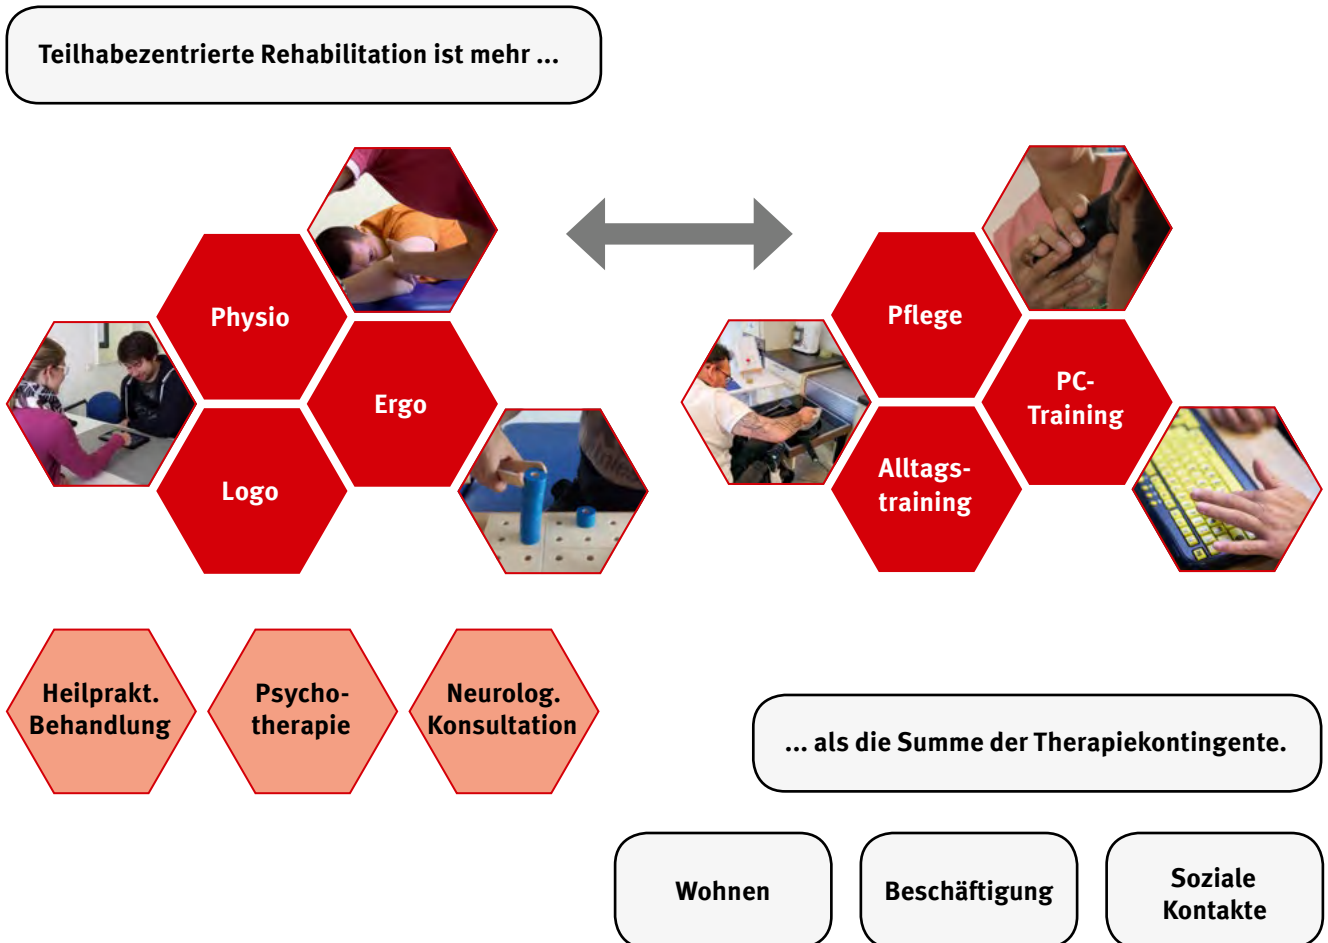 Teilhabezentrierte Rehabilitation ist mehr ...
Physio
Ergo
Logo
Pflege
PC-
Training
Alltags-
training
Heilprakt.
Behandlung
Psycho-
therapie
Neurolog.
Konsultation
... als die Summe der Therapiekontingente.
Wohnen
Beschäftigung
Soziale
Kontakte